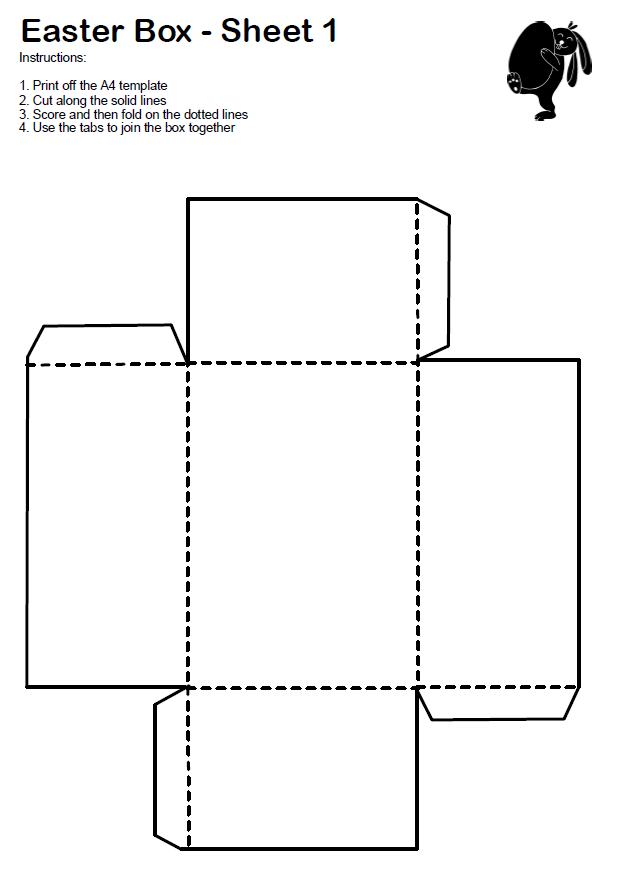 Easter Box - Sheet 1
Instructions:
1. Print off the A4 template
2. Cut along the solid lines
3. Score and then fold on the dotted lines
4. Use the tabs to join the box together